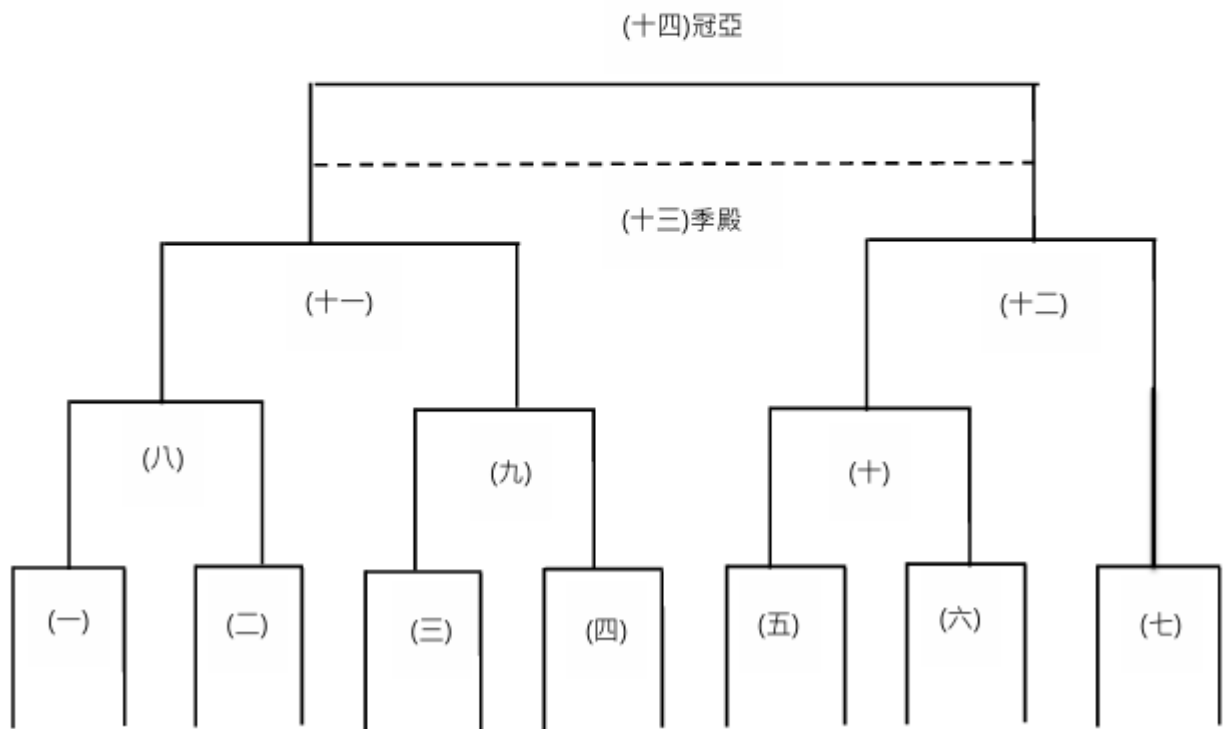 (十四)冠亞
(十三)季殿
(十一)
(十二)
(八)
(九)
(十)
(一)
(二)
(三)
(四)
(五)
(六)
(七)